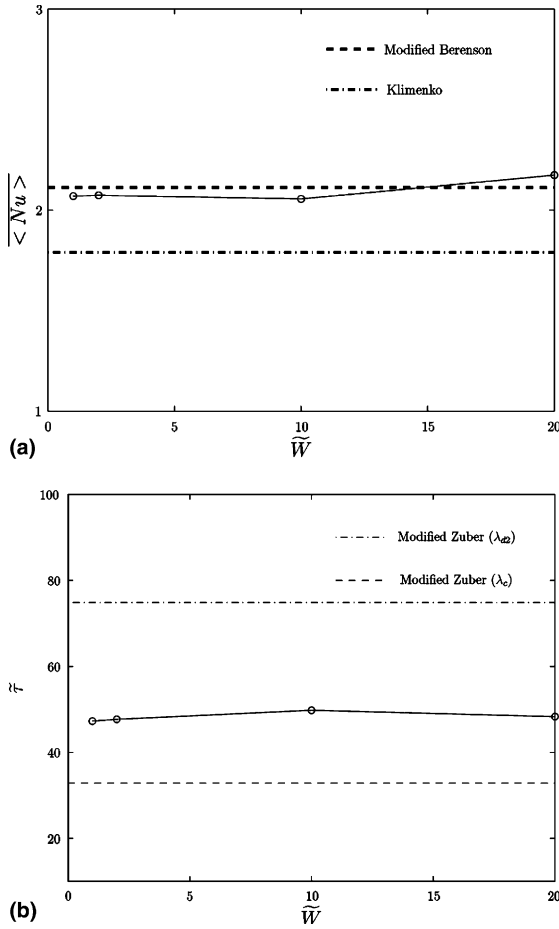 3
Modified Berenson
Klimenko
2
<Nu>
1
0 5 10 15 20
(a)
W̃
100
Modified Zuber (λd2)
80
Modified Zuber (λc)
60
τ̃
40
20
0 5 10 15 20
(b)
W̃